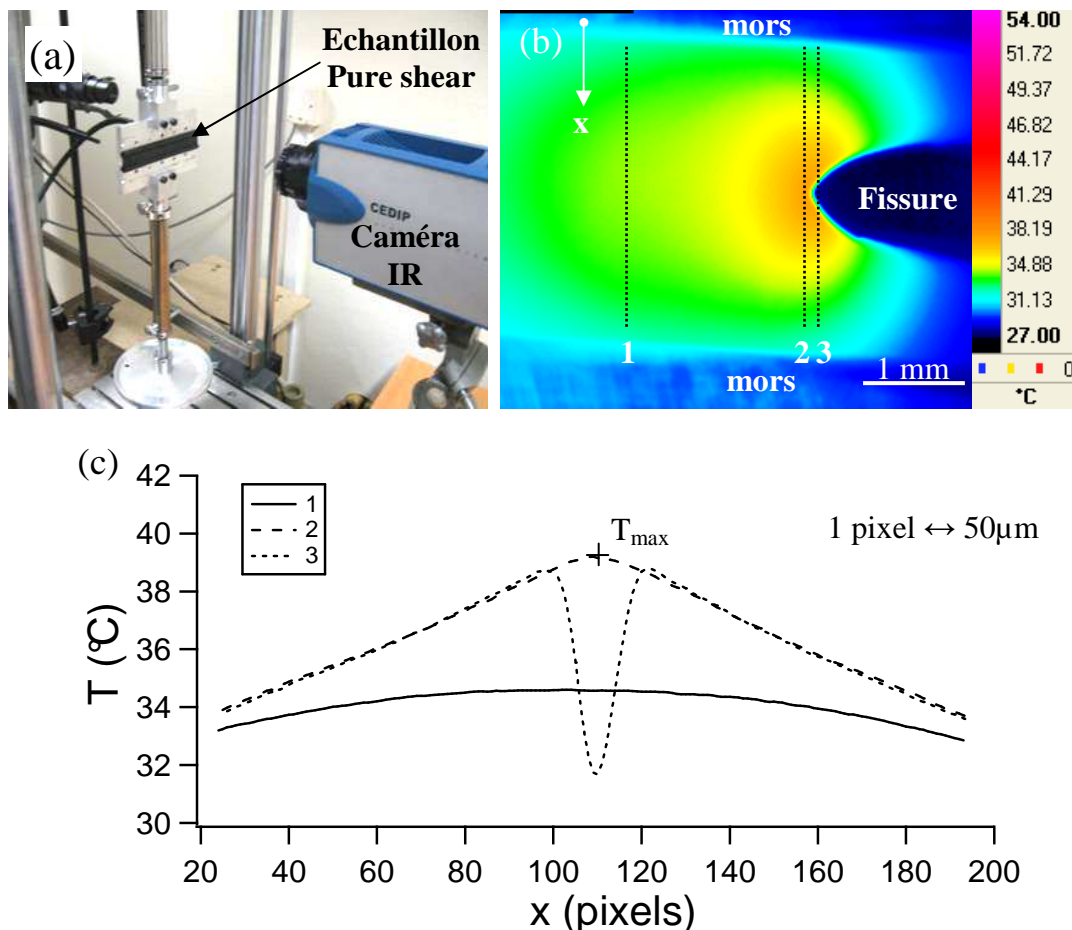 (a)
Echantillon
Pure shear
CEDIP
Caméra
IR
(b)
mors
x
Fissure
1 2 3
mors
1 mm
54.00
51.72
49.37
46.82
44.17
41.29
38.19
34.88
31.13
27.00
0
°C
(c)
42
40
38
36
34
32
30
T (°C)
1
2
3
Tmax
1 pixel ↔ 50µm
20 40 60 80 100 120 140 160 180 200
x (pixels)